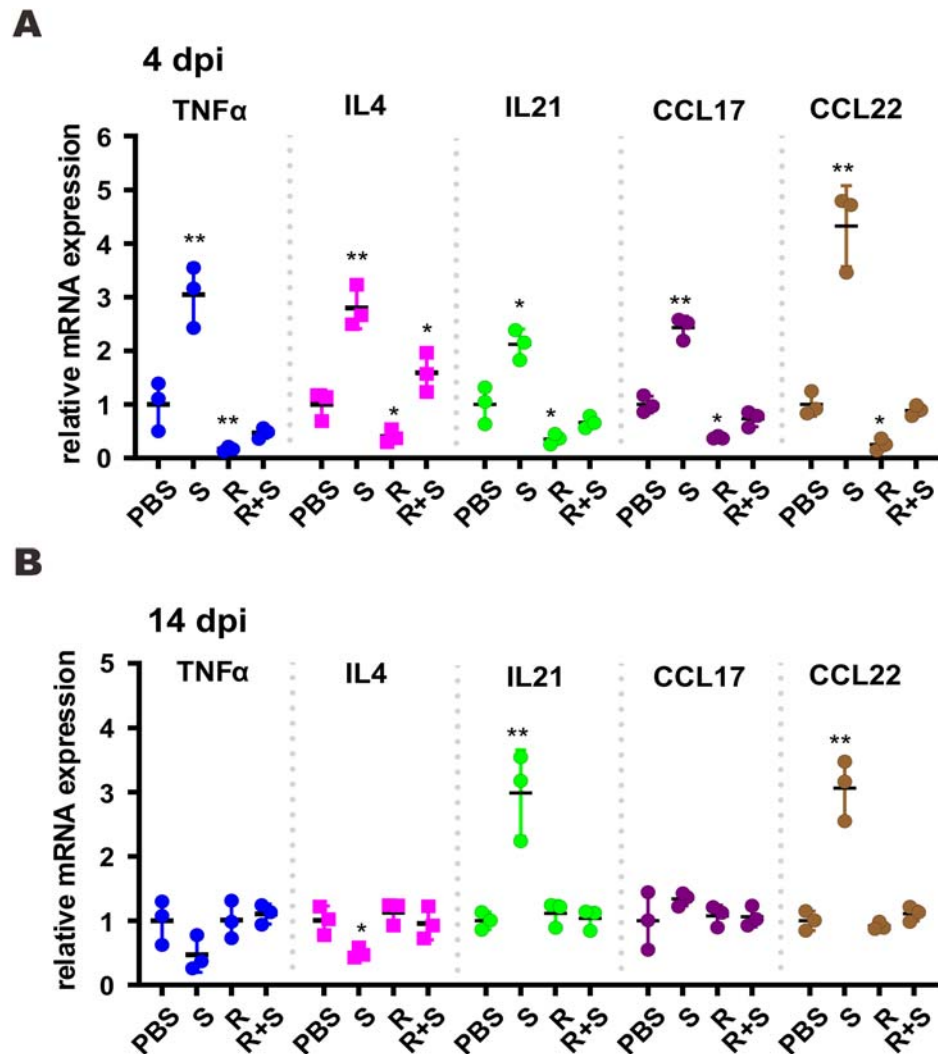 A
4 dpi
TNFα IL4 IL21 CCL17 CCL22
relative mRNA expression
6
5
4
3
2
1
0
** ** * ** **
** * * * * *
PBS S R R+S PBS S R R+S PBS S R R+S PBS S R R+S PBS S R R+S
B
14 dpi
TNFα IL4 IL21 CCL17 CCL22
relative mRNA expression
5
4
3
2
1
0
* ** **
PBS S R R+S PBS S R R+S PBS S R R+S PBS S R R+S PBS S R R+S